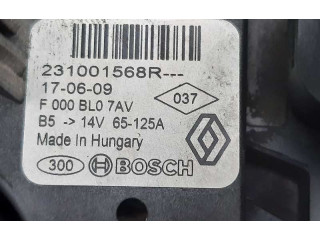 231001568R---
17-06-09
F 000 BL0 7AV
037
B5 -> 14V 65-125A
Made in Hungary
300 BOSCH